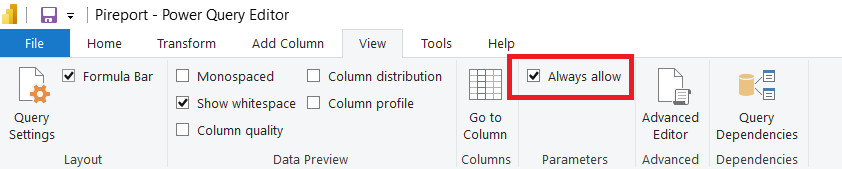 Pireport - Power Query Editor
File Home Transform Add Column View Tools Help
Formula Bar
Monospaced
Column distribution
Show whitespace
Column profile
Column quality
Always allow
Query
Settings
Go to
Column
Advanced
Editor
Query
Dependencies
Layout Data Preview Columns Parameters Advanced Dependencies